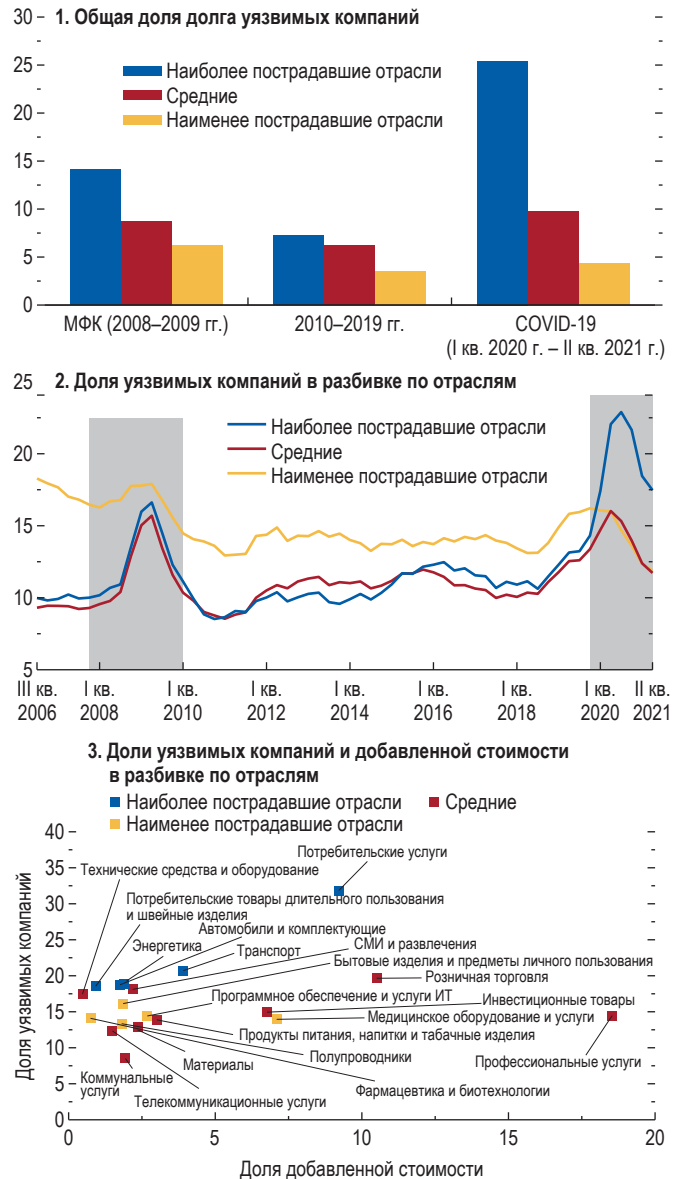 1. Общая доля долга уязвимых компаний
30
25
20
15
10
5
0
Наиболее пострадавшие отрасли
Средние
Наименее пострадавшие отрасли
МФК (2008–2009 гг.)
2010–2019 гг.
COVID-19
(I кв. 2020 г. – II кв. 2021 г.)
2. Доля уязвимых компаний в разбивке по отраслям
25
20
15
10
5
Наиболее пострадавшие отрасли
Средние
Наименее пострадавшие отрасли
III кв.
2006
I кв.
2008
I кв.
2010
I кв.
2012
I кв.
2014
I кв.
2016
I кв.
2018
I кв.
2020
II кв.
2021
3. Доли уязвимых компаний и добавленной стоимости
в разбивке по отраслям
Наиболее пострадавшие отрасли
Средние
Наименее пострадавшие отрасли
Доля уязвимых компаний
40
35
30
25
20
15
10
5
0
Потребительские услуги
Технические средства и оборудование
Потребительские товары длительного пользования
и швейные изделия
Автомобили и комплектующие
Энергетика
Транспорт
СМИ и развлечения
Бытовые изделия и предметы личного пользования
Розничная торговля
Программное обеспечение и услуги ИТ
Инвестиционные товары
Медицинское оборудование и услуги
Продукты питания, напитки и табачные изделия
Полупроводники
Профессиональные услуги
Материалы
Коммунальные
услуги
Фармацевтика и биотехнологии
Телекоммуникационные услуги
0
5
10
15
20
Доля добавленной стоимости